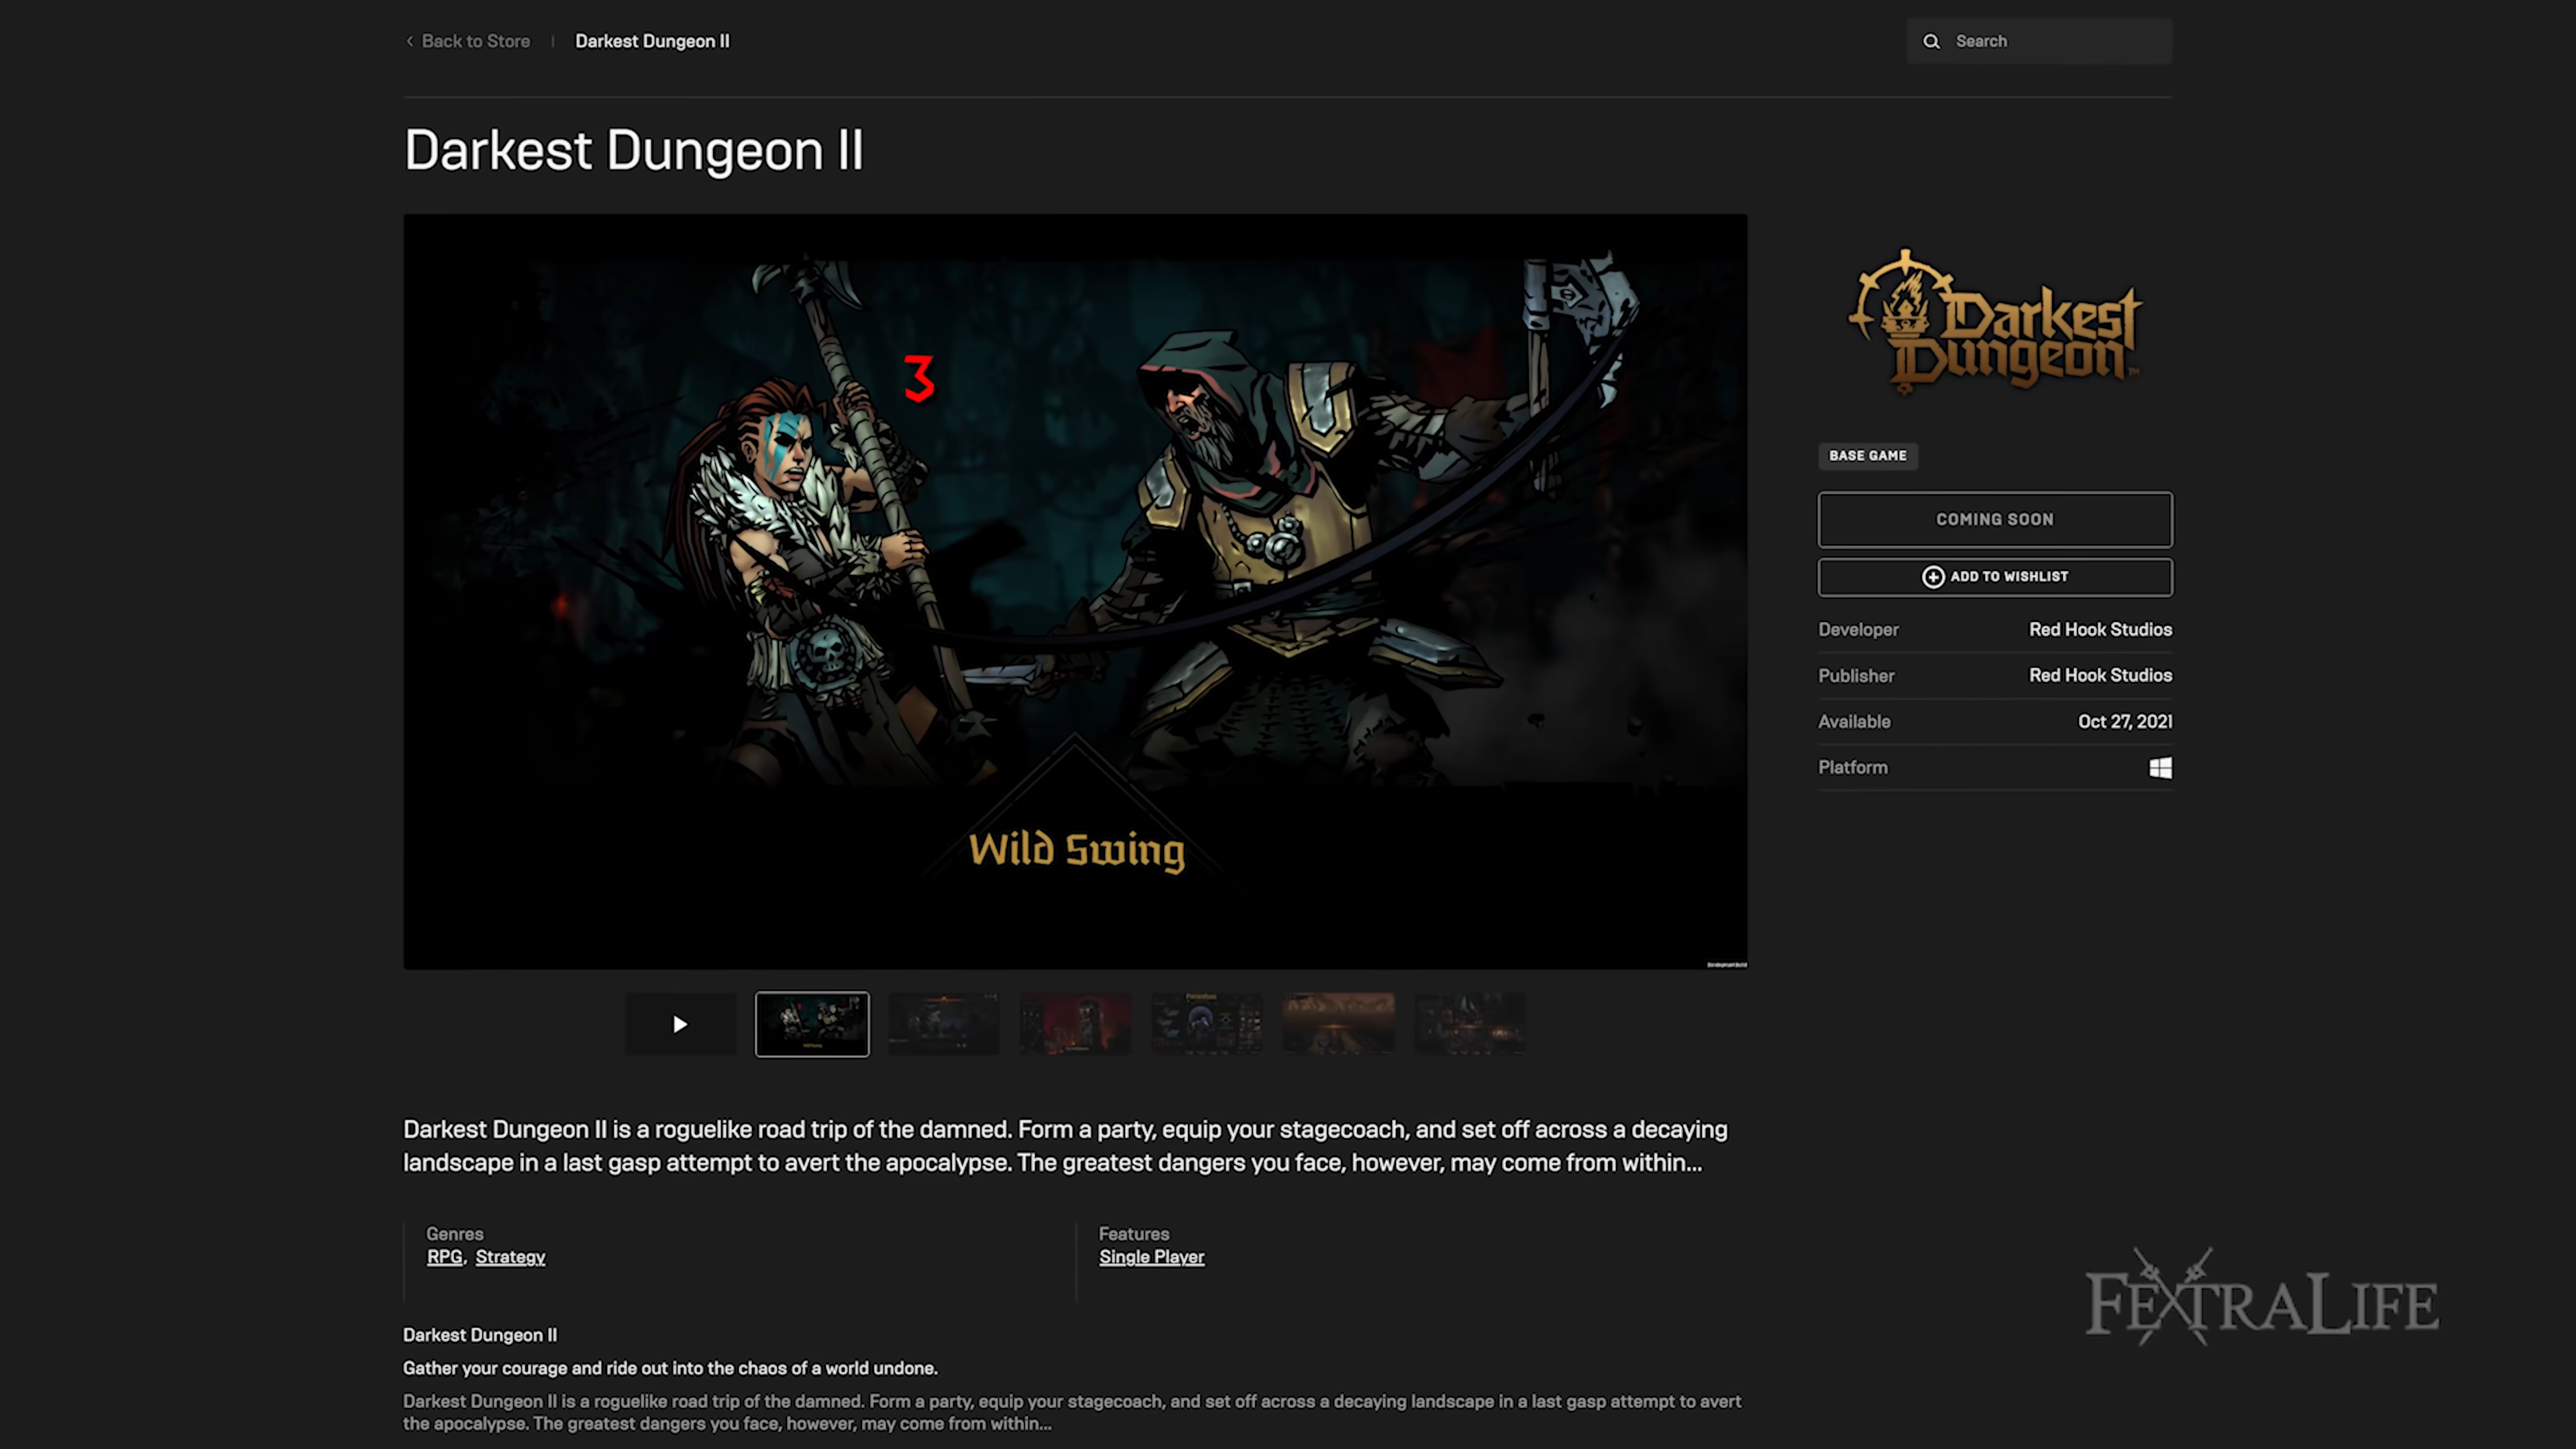 Back to Store
Darkest Dungeon II
Search
Darkest Dungeon II
3
Wild Swing
Darkest Dungeon™
BASE GAME
COMING SOON
ADD TO WISHLIST
Developer Red Hook Studios
Publisher Red Hook Studios
Available Oct 27, 2021
Platform
Darkest Dungeon II is a roguelike road trip of the damned. Form a party, equip your stagecoach, and set off across a decaying
landscape in a last gasp attempt to avert the apocalypse. The greatest dangers you face, however, may come from within...
Genres
RPG, Strategy
Features
Single Player
FEXTRALIFE
Darkest Dungeon II
Gather your courage and ride out into the chaos of a world undone.
Darkest Dungeon II is a roguelike road trip of the damned. Form a party, equip your stagecoach, and set off across a decaying landscape in a last gasp attempt to avert
the apocalypse. The greatest dangers you face, however, may come from within...